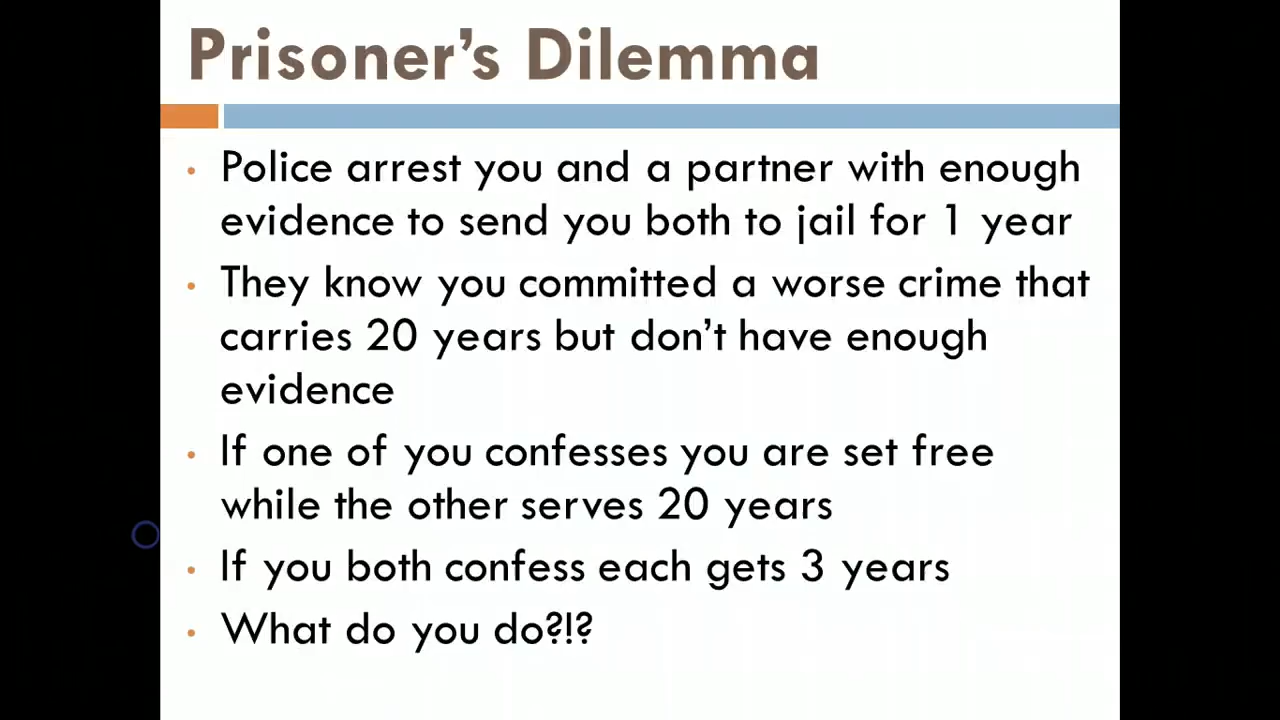 Prisoner’s Dilemma
• Police arrest you and a partner with enough
evidence to send you both to jail for 1 year
• They know you committed a worse crime that
carries 20 years but don’t have enough
evidence
• If one of you confesses you are set free
while the other serves 20 years
• If you both confess each gets 3 years
• What do you do?!?